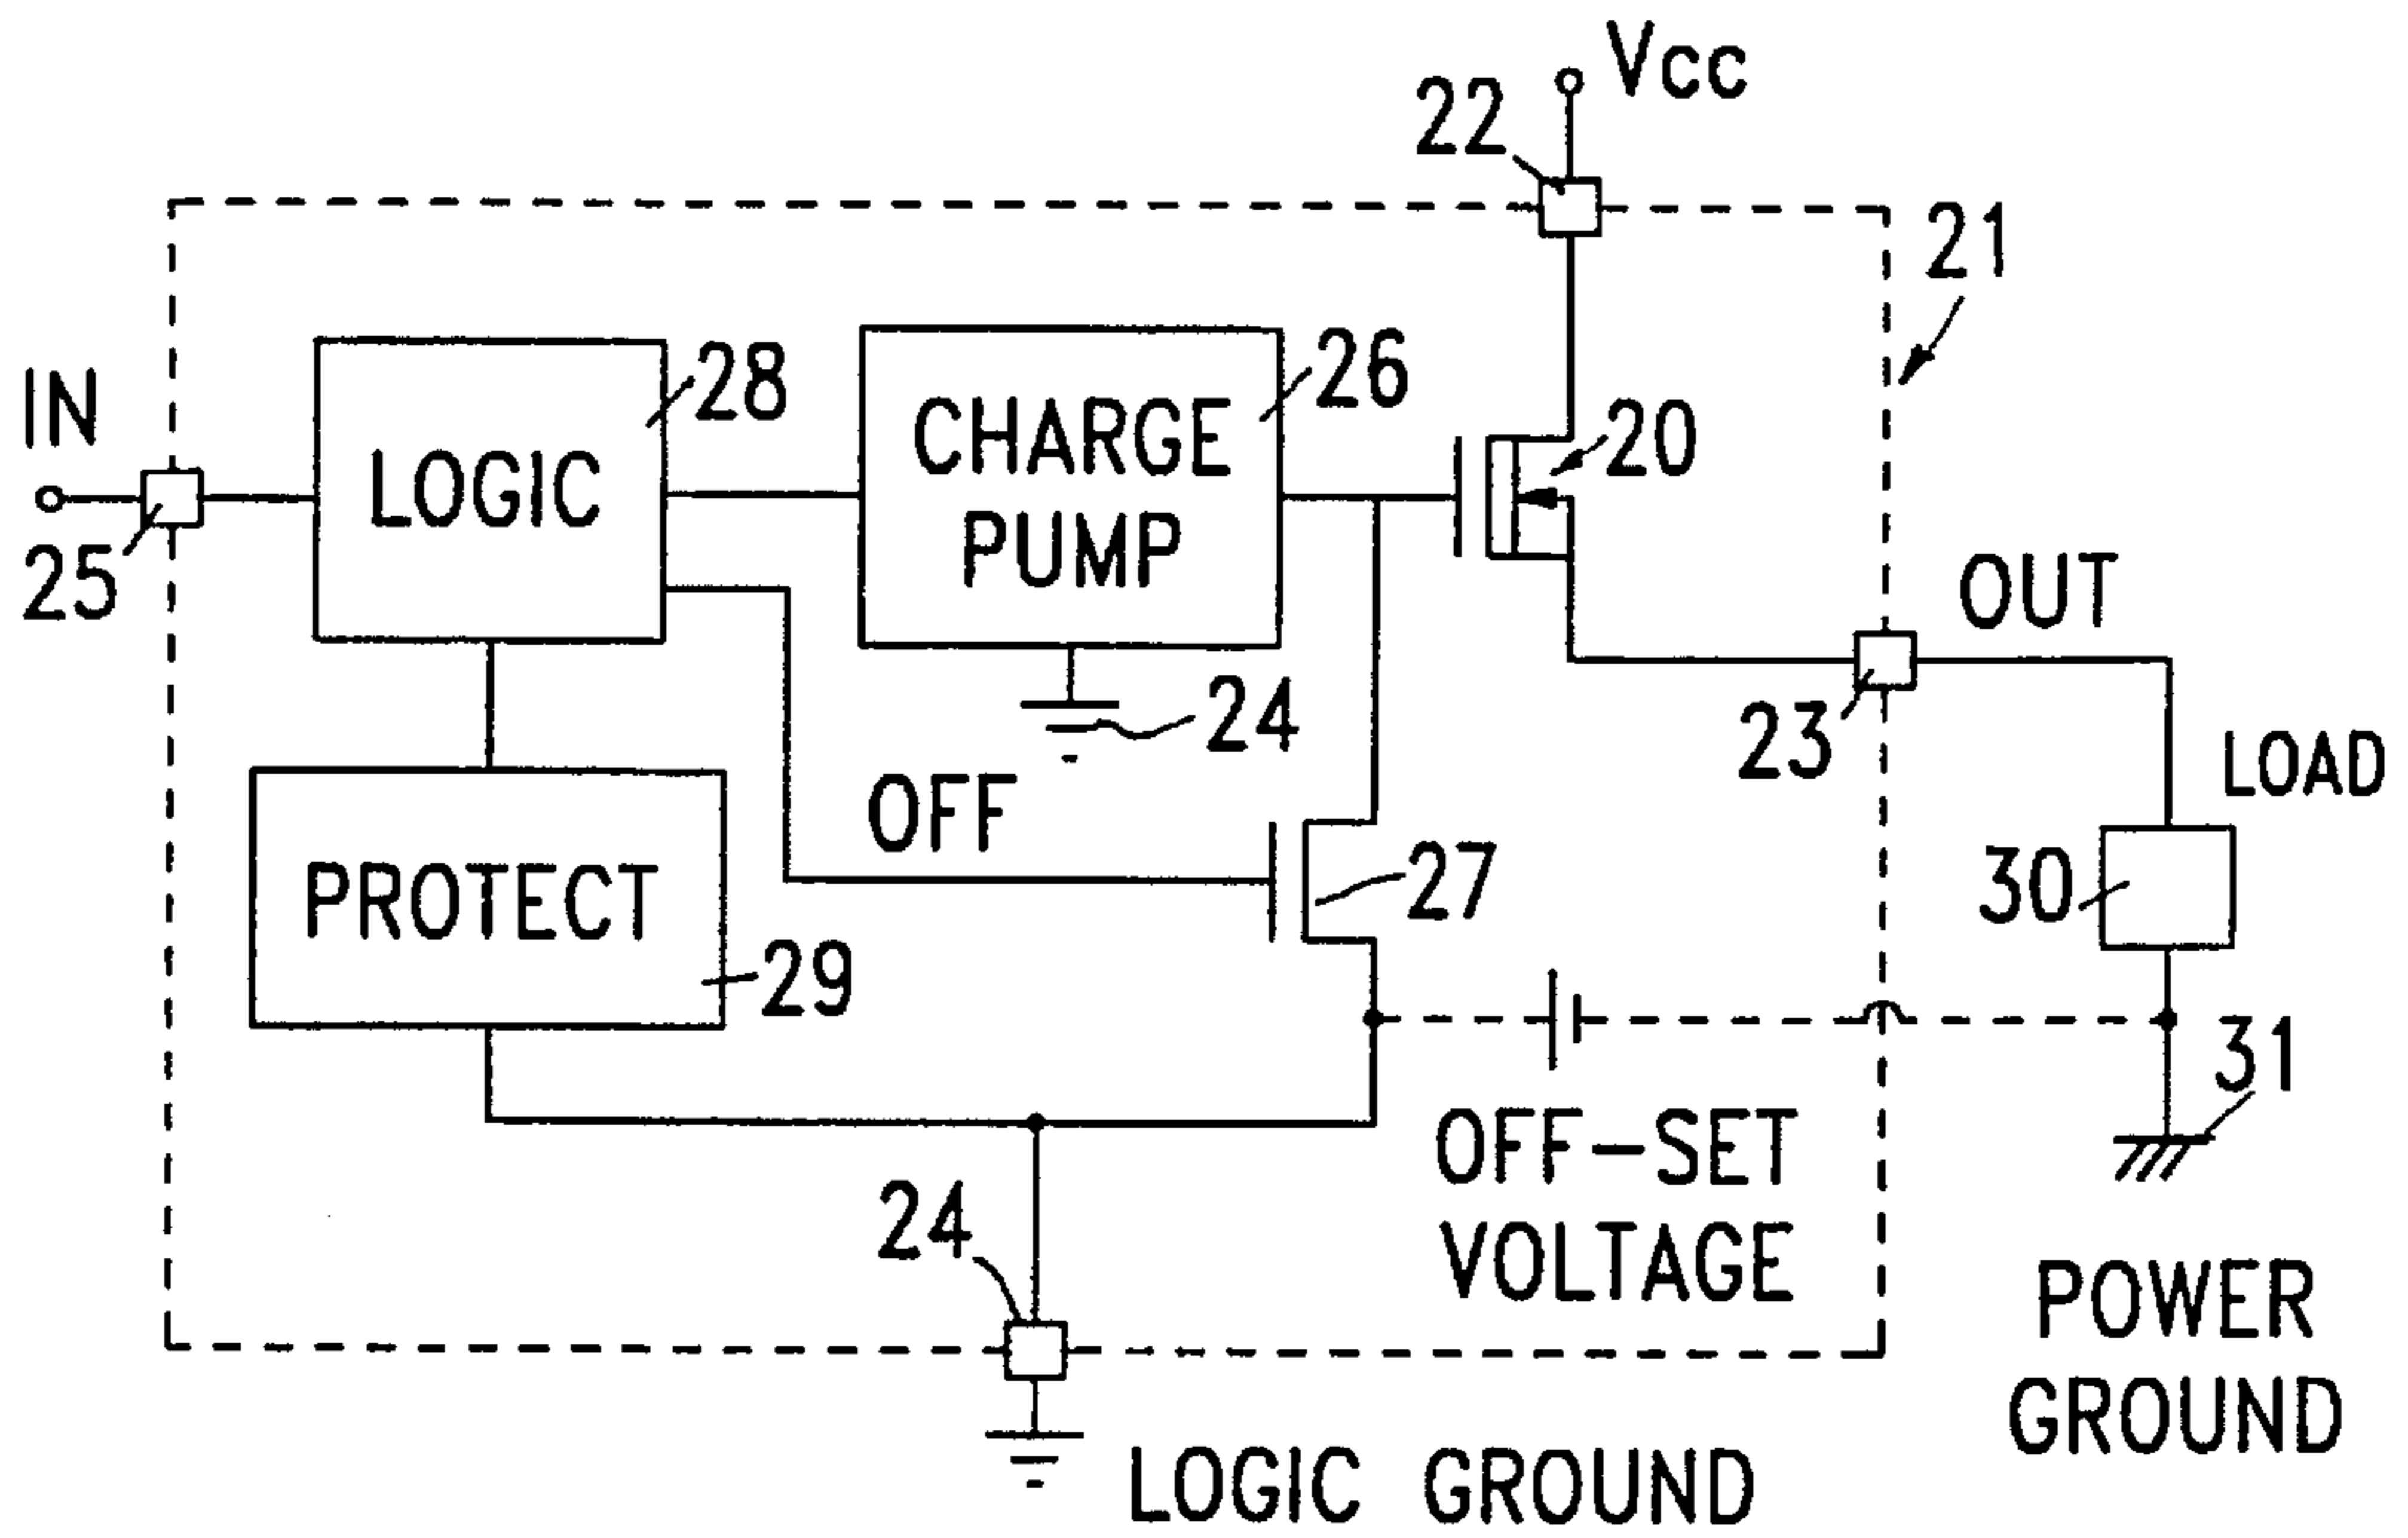 Vcc
22
21
IN
28
26
LOGIC
CHARGE
PUMP
20
25
OUT
24
23
OFF
LOAD
PROTECT
27
30
29
31
OFF-SET
VOLTAGE
24
POWER
GROUND
LOGIC GROUND